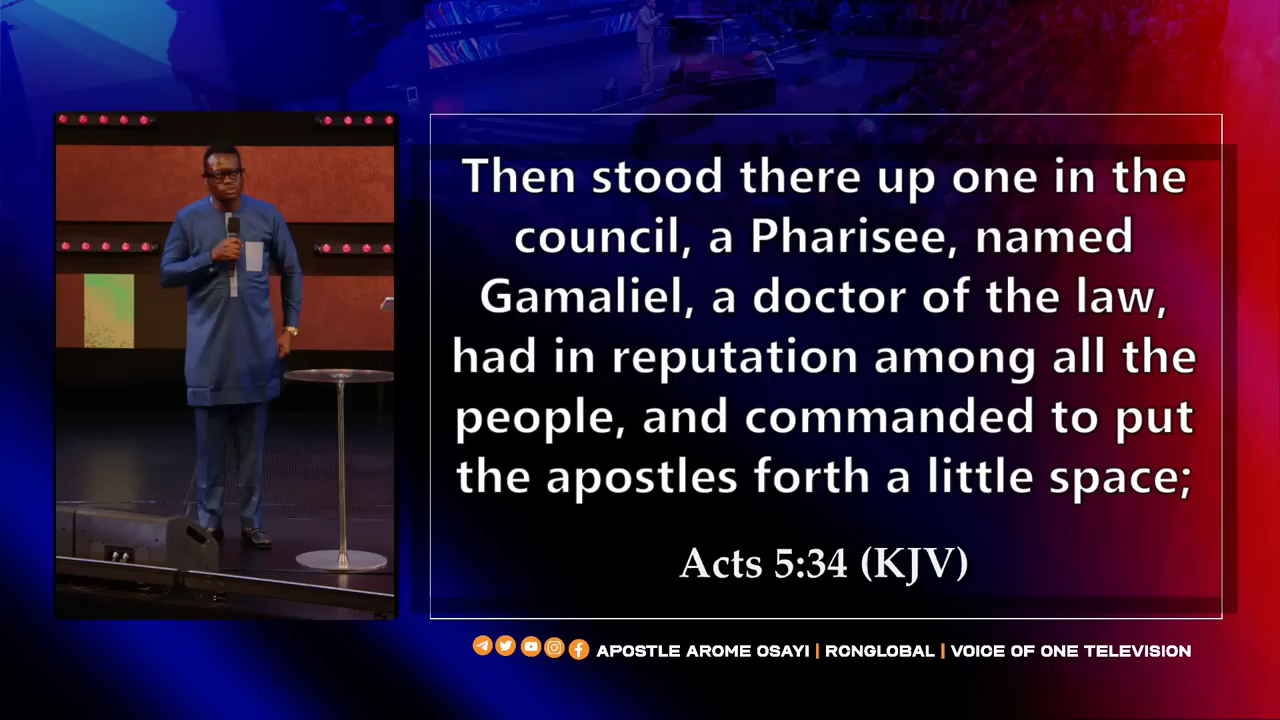 Then stood there up one in the
council, a Pharisee, named
Gamaliel, a doctor of the law,
had in reputation among all the
people, and commanded to put
the apostles forth a little space;
Acts 5:34 (KJV)
APOSTLE AROME OSAYI | RCNGLOBAL | VOICE OF ONE TELEVISION